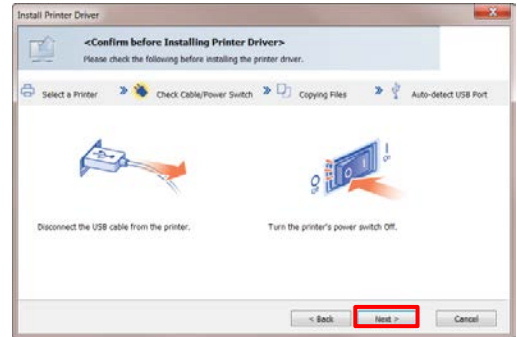 Install Printer Driver
<Confirm before Installing Printer Driver>
Please check the following before installing the printer driver.
Select a Printer » Check Cable/Power Switch » Copying Files » Auto-detect USB Port
Disconnect the USB cable from the printer.
Turn the printer's power switch Off.
< Back
Next >
Cancel